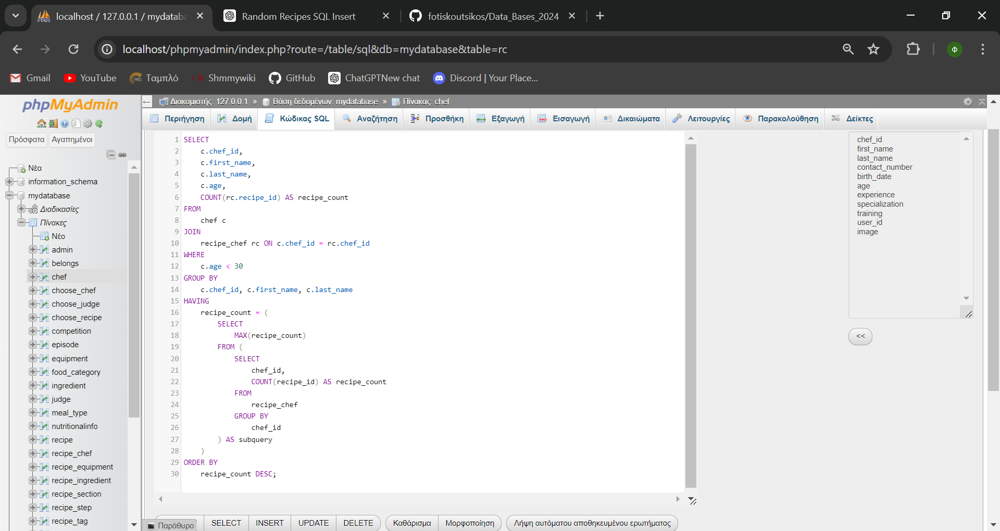 localhost / 127.0.0.1 / mydataba
Random Recipes SQL Insert
fotiskoutsikos/Data_Bases_2024
localhost/phpmyadmin/index.php?route=/table/sql&db=mydatabase&table=rc
Φ
Gmail
YouTube
Ταμπλό
Shmmywiki
GitHub
ChatGPTNew chat
Discord | Your Place...
phpMyAdmin
Πρόσφατα
Αγαπημένοι
Νέα
information_schema
mydatabase
Διαδικασίες
Πίνακες
Νέο
admin
belongs
chef
choose_chef
choose_judge
choose_recipe
competition
episode
equipment
food_category
ingredient
judge
meal_type
nutritionalinfo
recipe
recipe_chef
recipe_equipment
recipe_ingredient
recipe_section
recipe_step
recipe_tag
Διακομιστής: 127.0.0.1 » Βάση δεδομένων: mydatabase » Πίνακας: chef
Περιήγηση
Δομή
Κώδικας SQL
Αναζήτηση
Προσθήκη
Εξαγωγή
Εισαγωγή
Δικαιώματα
Λειτουργίες
Παρακολούθηση
Δείκτες
1 SELECT
2 c.chef_id,
3 c.first_name,
4 c.last_name,
5 c.age,
6 COUNT(rc.recipe_id) AS recipe_count
7 FROM
8 chef c
9 JOIN
10 recipe_chef rc ON c.chef_id = rc.chef_id
11 WHERE
12 c.age < 30
13 GROUP BY
14 c.chef_id, c.first_name, c.last_name
15 HAVING
16 recipe_count = (
17 SELECT
18 MAX(recipe_count)
19 FROM (
20 SELECT
21 chef_id,
22 COUNT(recipe_id) AS recipe_count
23 FROM
24 recipe_chef
25 GROUP BY
26 chef_id
27 ) AS subquery
28 )
29 ORDER BY
30 recipe_count DESC;
chef_id
first_name
last_name
contact_number
birth_date
age
experience
specialization
training
user_id
image
<<
Παράθυρο
SELECT
INSERT
UPDATE
DELETE
Καθάρισμα
Μορφοποίηση
Λήψη αυτόματου αποθηκευμένου ερωτήματος